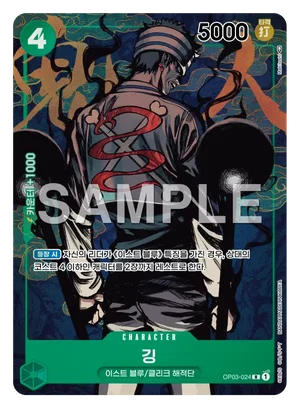 4
5000
打
카운터 +1000
SAMPLE
등장 시 자신의 리더가 《이스트 블루》 특징을 가진 경우, 상대의
코스트 4 이하인 캐릭터를 2장까지 레스트로 한다.
CHARACTER
깅
이스트 블루/클리크 해적단
OP03-024 R 1